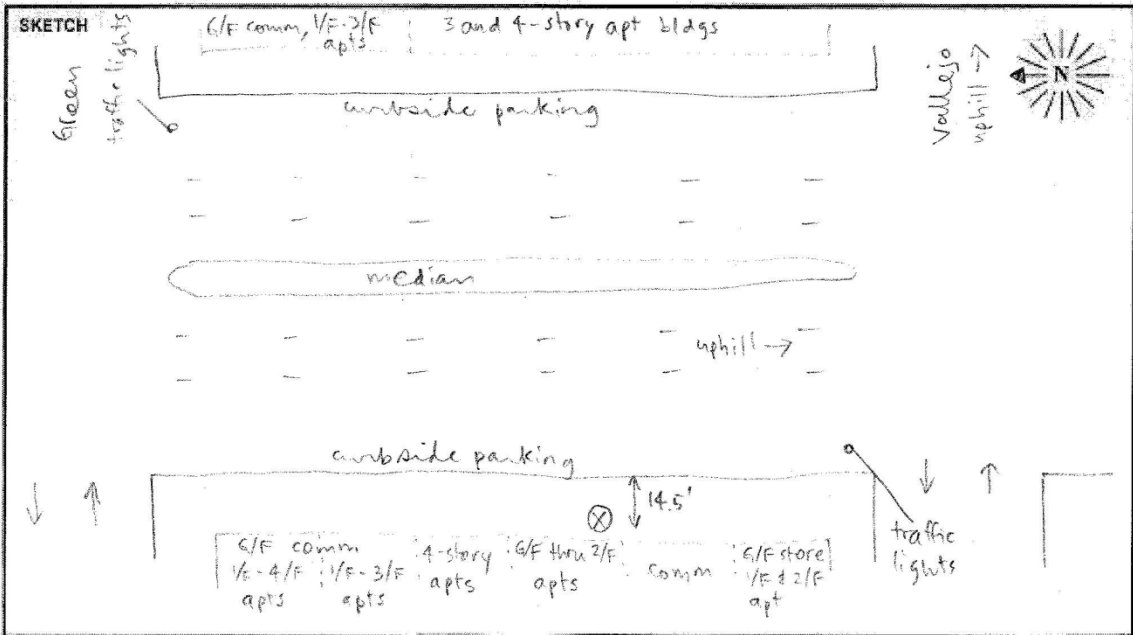 SKETCH
G/F comm, 1/F-3/F apts
3 and 4-story apt bldgs
Green
traffic lights
Vallejo
uphill →
N
curbside parking
median
uphill →
curbside parking
14.5'
G/F comm
1/F-4/F apts
1/F-3/F apts
4-story apts
G/F thru 2/F apts
comm
G/F store
1/F & 2/F apt
traffic lights